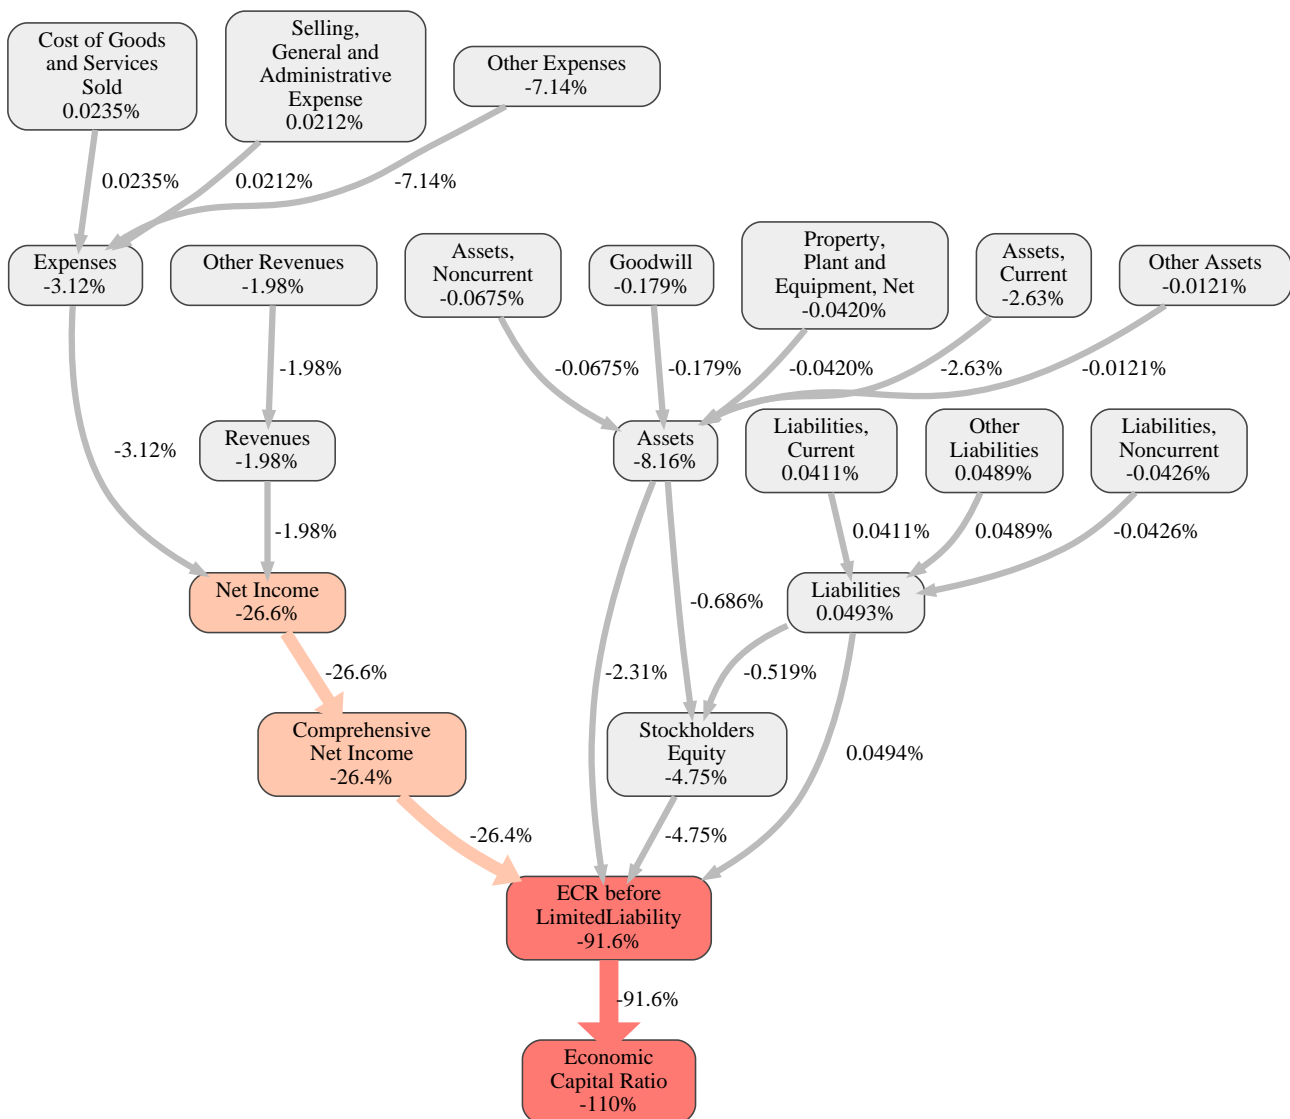 Cost of Goods
and Services
Sold
0.0235%
Selling,
General and
Administrative
Expense
0.0212%
Other Expenses
-7.14%
0.0235%
0.0212%
-7.14%
Expenses
-3.12%
Other Revenues
-1.98%
Assets,
Noncurrent
-0.0675%
Goodwill
-0.179%
Property,
Plant and
Equipment, Net
-0.0420%
Assets,
Current
-2.63%
Other Assets
-0.0121%
-1.98%
-0.0675%
-0.179%
-0.0420%
-2.63%
-0.0121%
-3.12%
Revenues
-1.98%
Assets
-8.16%
Liabilities,
Current
0.0411%
Other
Liabilities
0.0489%
Liabilities,
Noncurrent
-0.0426%
-1.98%
0.0411%
0.0489%
-0.0426%
Net Income
-26.6%
-0.686%
Liabilities
0.0493%
-26.6%
-2.31%
-0.519%
Comprehensive
Net Income
-26.4%
Stockholders
Equity
-4.75%
0.0494%
-26.4%
-4.75%
ECR before
LimitedLiability
-91.6%
-91.6%
Economic
Capital Ratio
-110%